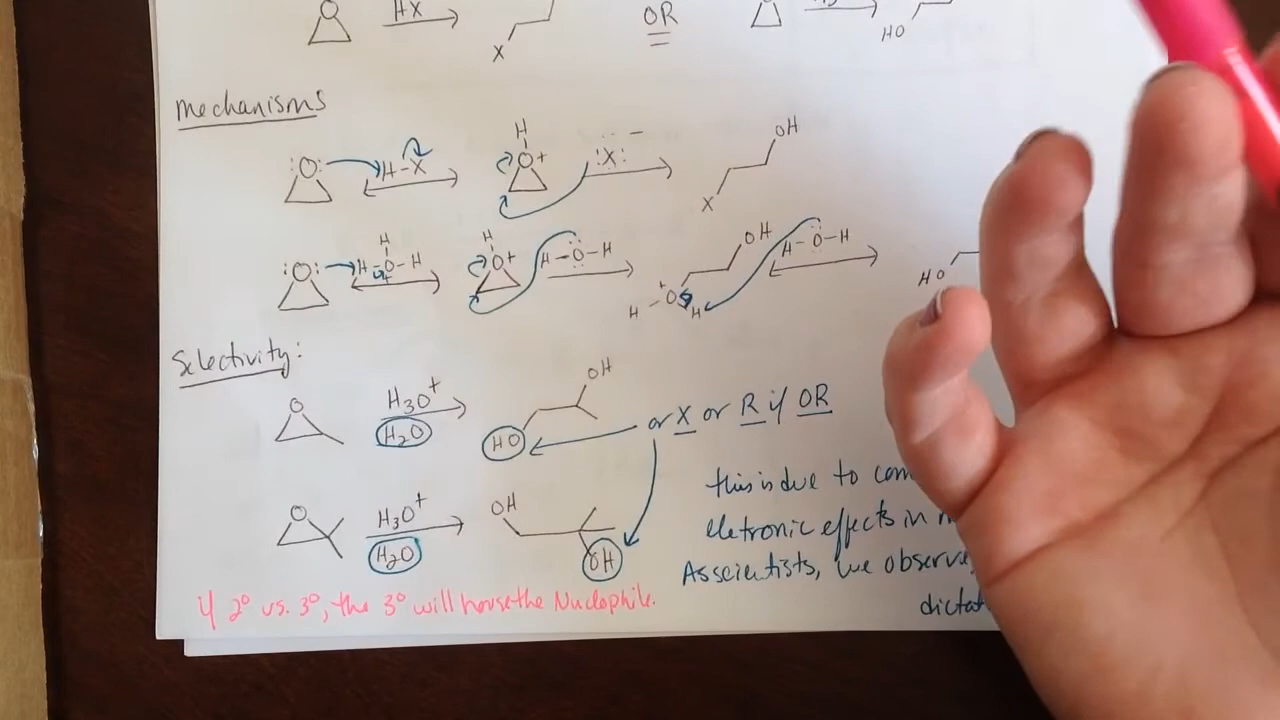 HX
X
OR
HO
Mechanisms
H
:O: H-X O+ :X:− OH
X
H H
:O: H-O-H O+ H-O-H OH H-O-H
+
H-O H HO
Selectivity:
O H3O+ OH
H2O HO or X or R if OR
this is due to
O H3O+ OH eletronic effects in
H2O OH As scientists, we observe
If 2° vs. 3°, the 3° will house the Nucleophile.